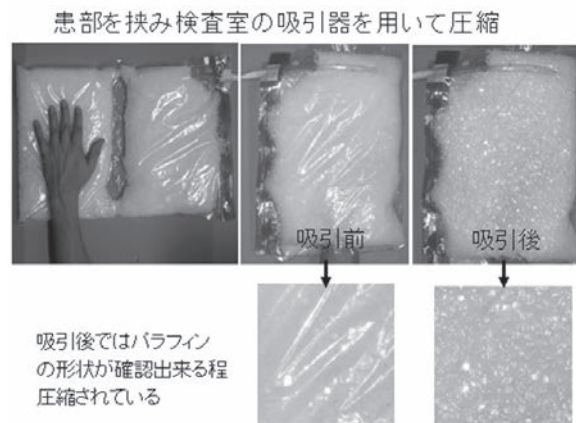 患部を挟み検査室の吸引器を用いて圧縮
吸引前
吸引後
吸引後ではパラフィン
の形状が確認出来る程
圧縮されている